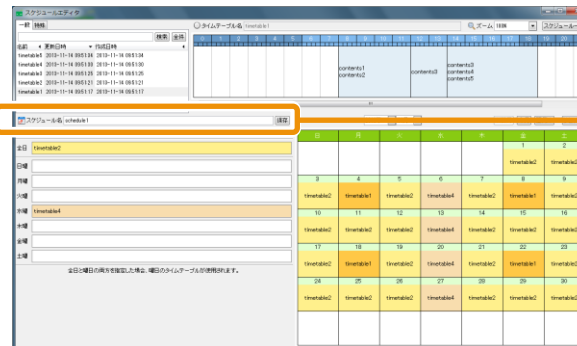 スケジュールエディタ
一般 特殊
タイムテーブル名 timetable1
ズーム 100%
スケジュール
検索 全体
名前 更新日時 作成日時
timetable5 2013-11-14 09:51:34 2013-11-14 09:51:34
timetable4 2013-11-14 09:51:30 2013-11-14 09:51:30
timetable3 2013-11-14 09:51:25 2013-11-14 09:51:25
timetable2 2013-11-14 09:51:21 2013-11-14 09:51:21
timetable1 2013-11-14 09:51:17 2013-11-14 09:51:17
contents1
contents2
contents3
contents3
contents4
contents5
スケジュール名 schedule1 保存
日 月 火 水 木 金 土
全日 timetable2
日曜
月曜
火曜
水曜 timetable4
木曜
金曜
土曜
全日と曜日の両方を指定した場合、曜日のタイムテーブルが使用されます。
1 2
timetable2 timetable2
3 4 5 6 7 8 9
timetable2 timetable1 timetable2 timetable4 timetable2 timetable1 timetable2
10 11 12 13 14 15 16
timetable2 timetable2 timetable2 timetable4 timetable2 timetable2 timetable2
17 18 19 20 21 22 23
timetable2 timetable1 timetable2 timetable4 timetable2 timetable1 timetable2
24 25 26 27 28 29 30
timetable2 timetable2 timetable2 timetable4 timetable2 timetable2 timetable2